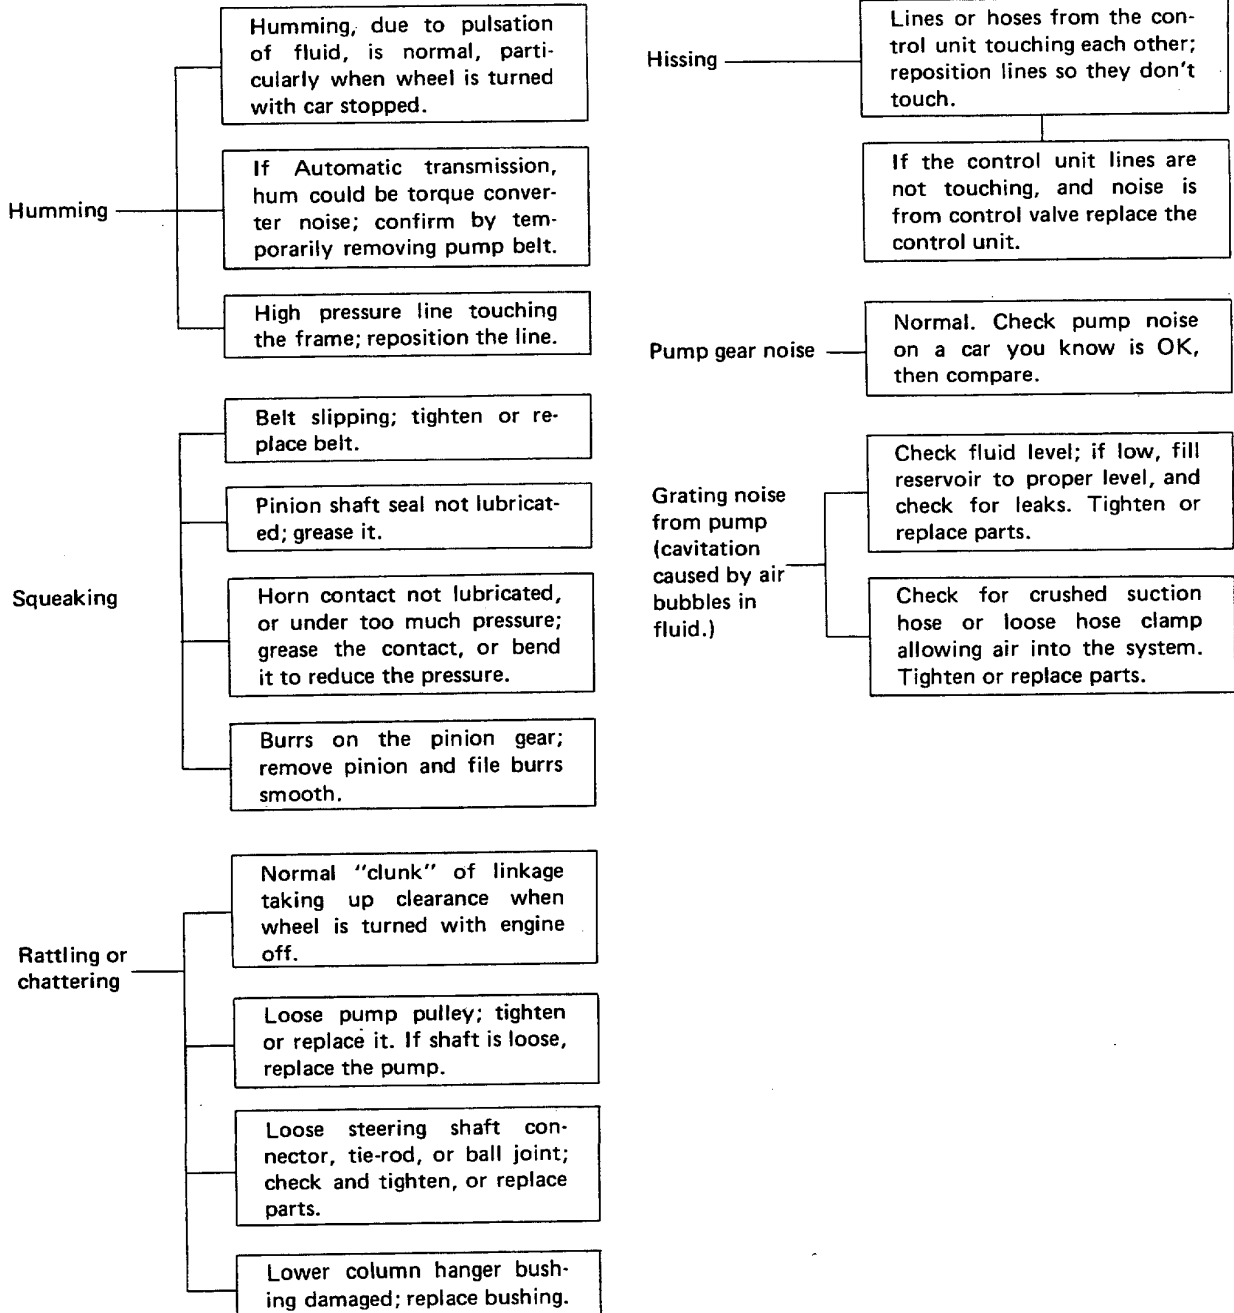 Humming
Humming, due to pulsation
of fluid, is normal, parti-
cularly when wheel is turned
with car stopped.
If Automatic transmission,
hum could be torque conver-
ter noise; confirm by tem-
porarily removing pump belt.
High pressure line touching
the frame; reposition the line.
Squeaking
Belt slipping; tighten or re-
place belt.
Pinion shaft seal not lubricat-
ed; grease it.
Horn contact not lubricated,
or under too much pressure;
grease the contact, or bend
it to reduce the pressure.
Burrs on the pinion gear;
remove pinion and file burrs
smooth.
Rattling or
chattering
Normal "clunk" of linkage
taking up clearance when
wheel is turned with engine
off.
Loose pump pulley; tighten
or replace it. If shaft is loose,
replace the pump.
Loose steering shaft con-
nector, tie-rod, or ball joint;
check and tighten, or replace
parts.
Lower column hanger bush-
ing damaged; replace bushing.
Hissing
Lines or hoses from the con-
trol unit touching each other;
reposition lines so they don't
touch.
If the control unit lines are
not touching, and noise is
from control valve replace the
control unit.
Pump gear noise
Normal. Check pump noise
on a car you know is OK,
then compare.
Grating noise
from pump
(cavitation
caused by air
bubbles in
fluid.)
Check fluid level; if low, fill
reservoir to proper level, and
check for leaks. Tighten or
replace parts.
Check for crushed suction
hose or loose hose clamp
allowing air into the system.
Tighten or replace parts.